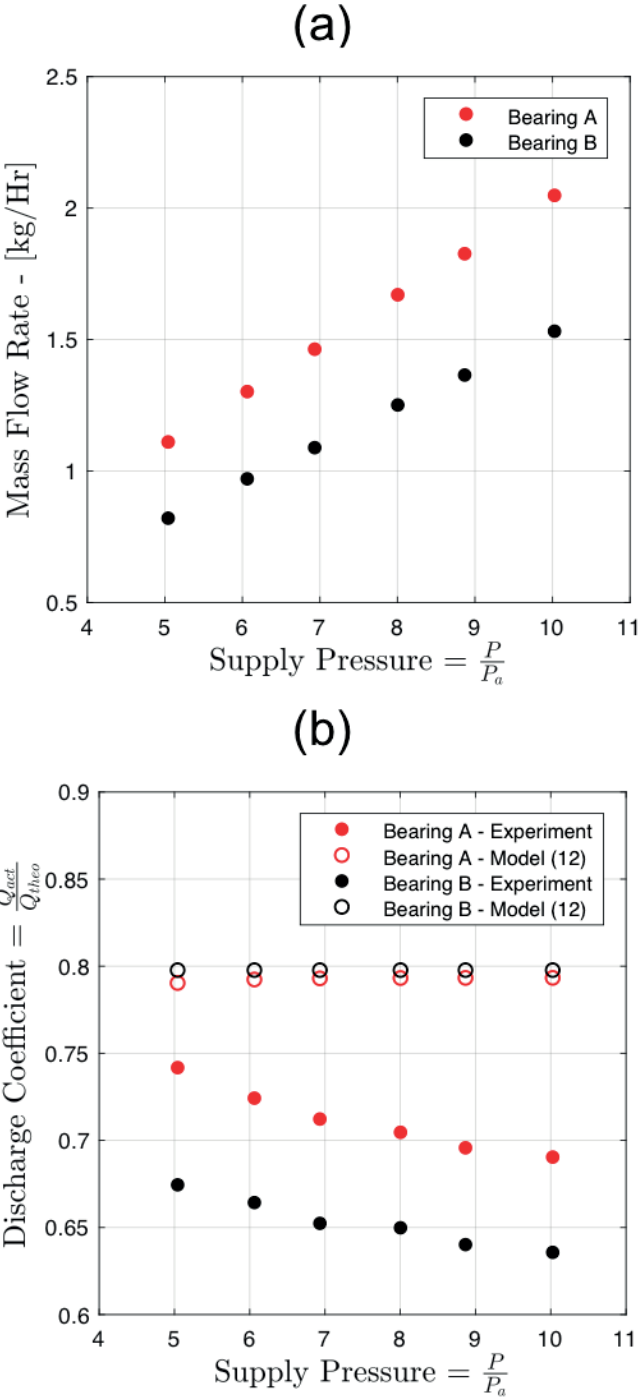 (a)
2.5
Bearing A
Bearing B
2
1.5
1
0.5
Mass Flow Rate - [kg/Hr]
4 5 6 7 8 9 10 11
Supply Pressure = P/Pₐ
(b)
0.9
Bearing A - Experiment
Bearing A - Model (12)
Bearing B - Experiment
Bearing B - Model (12)
0.85
0.8
0.75
0.7
0.65
0.6
Discharge Coefficient = Qact/Qtheo
4 5 6 7 8 9 10 11
Supply Pressure = P/Pₐ